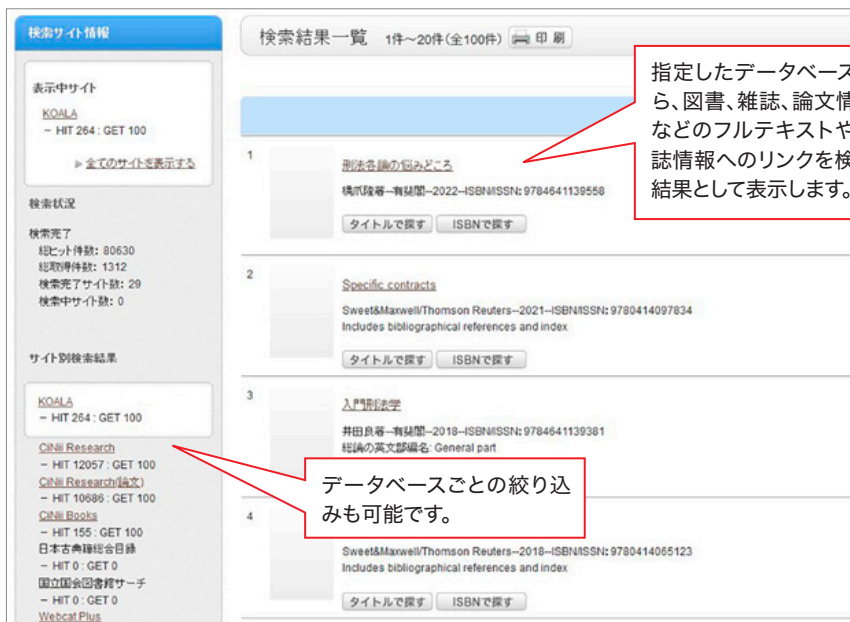 検索サイト情報
表示中サイト
KOALA
– HIT 264 : GET 100
全てのサイトを表示する
検索状況
検索完了
総ヒット件数: 80630
総取得件数: 1312
検索完了サイト数: 29
検索中サイト数: 0
サイト別検索結果
KOALA
– HIT 264 : GET 100
CiNii Research
– HIT 12057 : GET 100
CiNii Research(論文)
– HIT 10686 : GET 100
CiNii Books
– HIT 155 : GET 100
日本古典籍総合目録
– HIT 0 : GET 0
国立国会図書館サーチ
– HIT 0 : GET 0
Webcat Plus
検索結果一覧 1件～20件(全100件) 印刷
指定したデータベース
ら、図書、雑誌、論文情
などのフルテキストや
誌情報へのリンクを検
結果として表示します。
1
刑法各論の悩みどころ
橋爪隆著--有斐閣--2022--ISBN/ISSN: 9784641139558
タイトルで探す ISBNで探す
2
Specific contracts
Sweet&Maxwell/Thomson Reuters--2021--ISBN/ISSN: 9780414097834
Includes bibliographical references and index
タイトルで探す ISBNで探す
3
入門刑法学
井田良著--有斐閣--2018--ISBN/ISSN: 9784641139381
総論の英文部編名: General part
データベースごとの絞り込
みも可能です。
4
Sweet&Maxwell/Thomson Reuters--2018--ISBN/ISSN: 9780414065123
Includes bibliographical references and index
タイトルで探す ISBNで探す